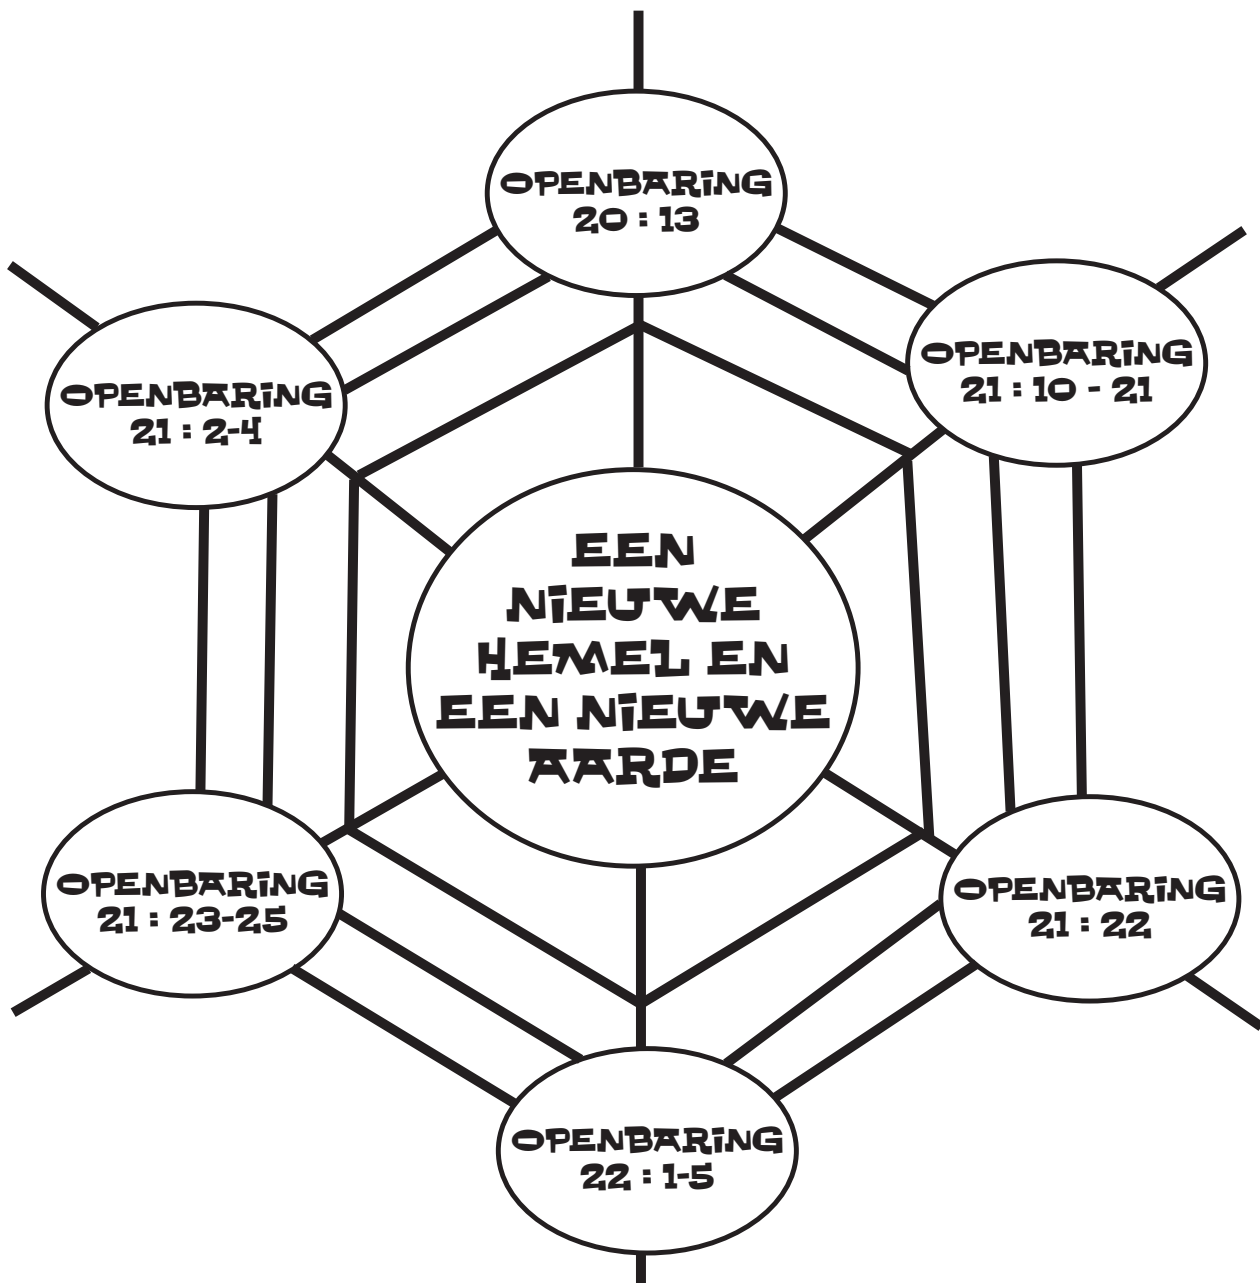 OPENBARING
20 : 13
OPENBARING
21 : 10 - 21
OPENBARING
21 : 2-4
EEN
NIEUWE
HEMEL EN
EEN NIEUWE
AARDE
OPENBARING
21 : 23-25
OPENBARING
21 : 22
OPENBARING
22 : 1-5